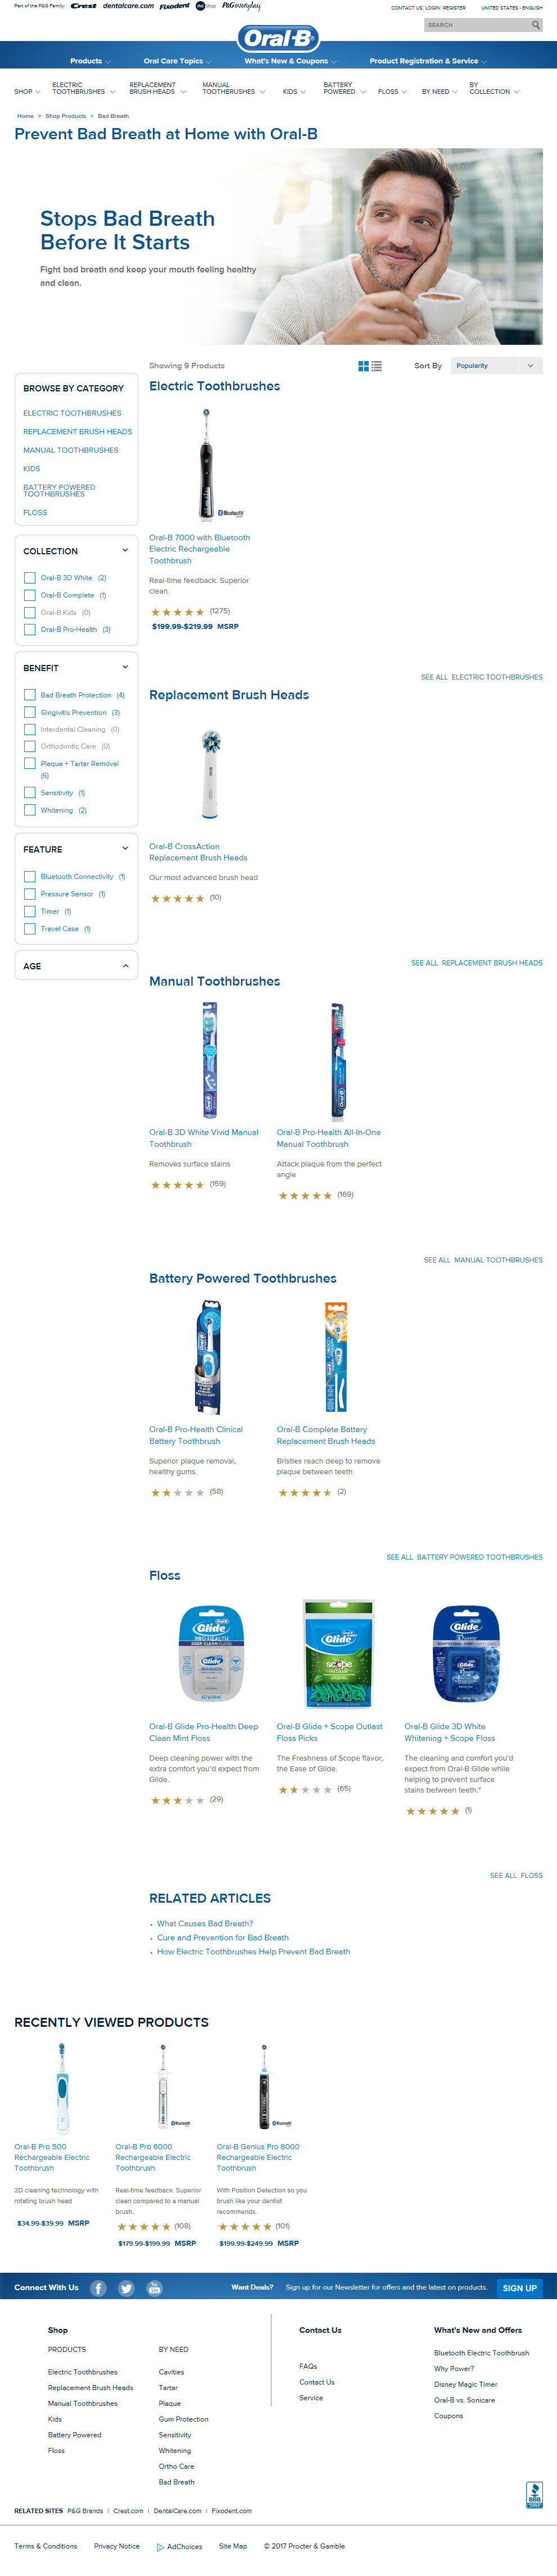 Part of the P&G Family: Crest dentalcare.com Fixodent P&G Shop P&G everyday
CONTACT US | LOGIN | REGISTER UNITED STATES - ENGLISH
SEARCH
Oral-B
Products Oral Care Topics What's New & Coupons Product Registration & Service
SHOP ELECTRIC TOOTHBRUSHES REPLACEMENT BRUSH HEADS MANUAL TOOTHBRUSHES KIDS BATTERY POWERED FLOSS BY NEED BY COLLECTION
Home > Shop Products > Bad Breath
Prevent Bad Breath at Home with Oral-B
Stops Bad Breath
Before It Starts
Fight bad breath and keep your mouth feeling healthy
and clean.
Showing 9 Products
Sort By Popularity
BROWSE BY CATEGORY
ELECTRIC TOOTHBRUSHES
REPLACEMENT BRUSH HEADS
MANUAL TOOTHBRUSHES
KIDS
BATTERY POWERED
TOOTHBRUSHES
FLOSS
COLLECTION
Oral-B 3D White (2)
Oral-B Complete (1)
Oral-B Kids (0)
Oral-B Pro-Health (3)
BENEFIT
Bad Breath Protection (4)
Gingivitis Prevention (3)
Interdental Cleaning (0)
Orthodontic Care (0)
Plaque + Tartar Removal
(6)
Sensitivity (1)
Whitening (2)
FEATURE
Bluetooth Connectivity (1)
Pressure Sensor (1)
Timer (1)
Travel Case (1)
AGE
Electric Toothbrushes
Bluetooth
Oral-B 7000 with Bluetooth
Electric Rechargeable
Toothbrush
Real-time feedback. Superior
clean.
(1275)
$199.99-$219.99 MSRP
SEE ALL ELECTRIC TOOTHBRUSHES
Replacement Brush Heads
Oral-B CrossAction
Replacement Brush Heads
Our most advanced brush head
(10)
SEE ALL REPLACEMENT BRUSH HEADS
Manual Toothbrushes
Oral-B 3D White Vivid Manual
Toothbrush
Removes surface stains
(159)
Oral-B Pro-Health All-In-One
Manual Toothbrush
Attack plaque from the perfect
angle
(169)
SEE ALL MANUAL TOOTHBRUSHES
Battery Powered Toothbrushes
Oral-B Pro-Health Clinical
Battery Toothbrush
Superior plaque removal,
healthy gums.
(58)
Oral-B Complete Battery
Replacement Brush Heads
Bristles reach deep to remove
plaque between teeth
(2)
SEE ALL BATTERY POWERED TOOTHBRUSHES
Floss
Glide
PRO-HEALTH
DEEP CLEAN FLOSS
Glide
Glide
scope
outlast
Glide
Oral-B Glide Pro-Health Deep
Clean Mint Floss
Deep cleaning power with the
extra comfort you'd expect from
Glide.
(29)
Oral-B Glide + Scope Outlast
Floss Picks
The Freshness of Scope flavor,
the Ease of Glide.
(65)
Oral-B Glide 3D White
Whitening + Scope Floss
The cleaning and comfort you'd
expect from Oral-B Glide while
helping to prevent surface
stains between teeth.*
(1)
SEE ALL FLOSS
RELATED ARTICLES
What Causes Bad Breath?
Cure and Prevention for Bad Breath
How Electric Toothbrushes Help Prevent Bad Breath
RECENTLY VIEWED PRODUCTS
Bluetooth
Bluetooth
Oral-B Pro 500
Rechargeable Electric
Toothbrush
2D cleaning technology with
rotating brush head
$34.99-$39.99 MSRP
Oral-B Pro 6000
Rechargeable Electric
Toothbrush
Real-time feedback. Superior
clean compared to a manual
brush.
(108)
$179.99-$199.99 MSRP
Oral-B Genius Pro 8000
Rechargeable Electric
Toothbrush
With Position Detection so you
brush like your dentist
recommends.
(101)
$199.99-$249.99 MSRP
Connect With Us
Want Deals? Sign up for our Newsletter for offers and the latest on products. SIGN UP
Shop
PRODUCTS
Electric Toothbrushes
Replacement Brush Heads
Manual Toothbrushes
Kids
Battery Powered
Floss
BY NEED
Cavities
Tartar
Plaque
Gum Protection
Sensitivity
Whitening
Ortho Care
Bad Breath
Contact Us
FAQs
Contact Us
Service
What's New and Offers
Bluetooth Electric Toothbrush
Why Power?
Disney Magic Timer
Oral-B vs. Sonicare
Coupons
BBB
RELATED SITES P&G Brands | Crest.com | DentalCare.com | Fixodent.com
Terms & Conditions Privacy Notice AdChoices Site Map © 2017 Procter & Gamble